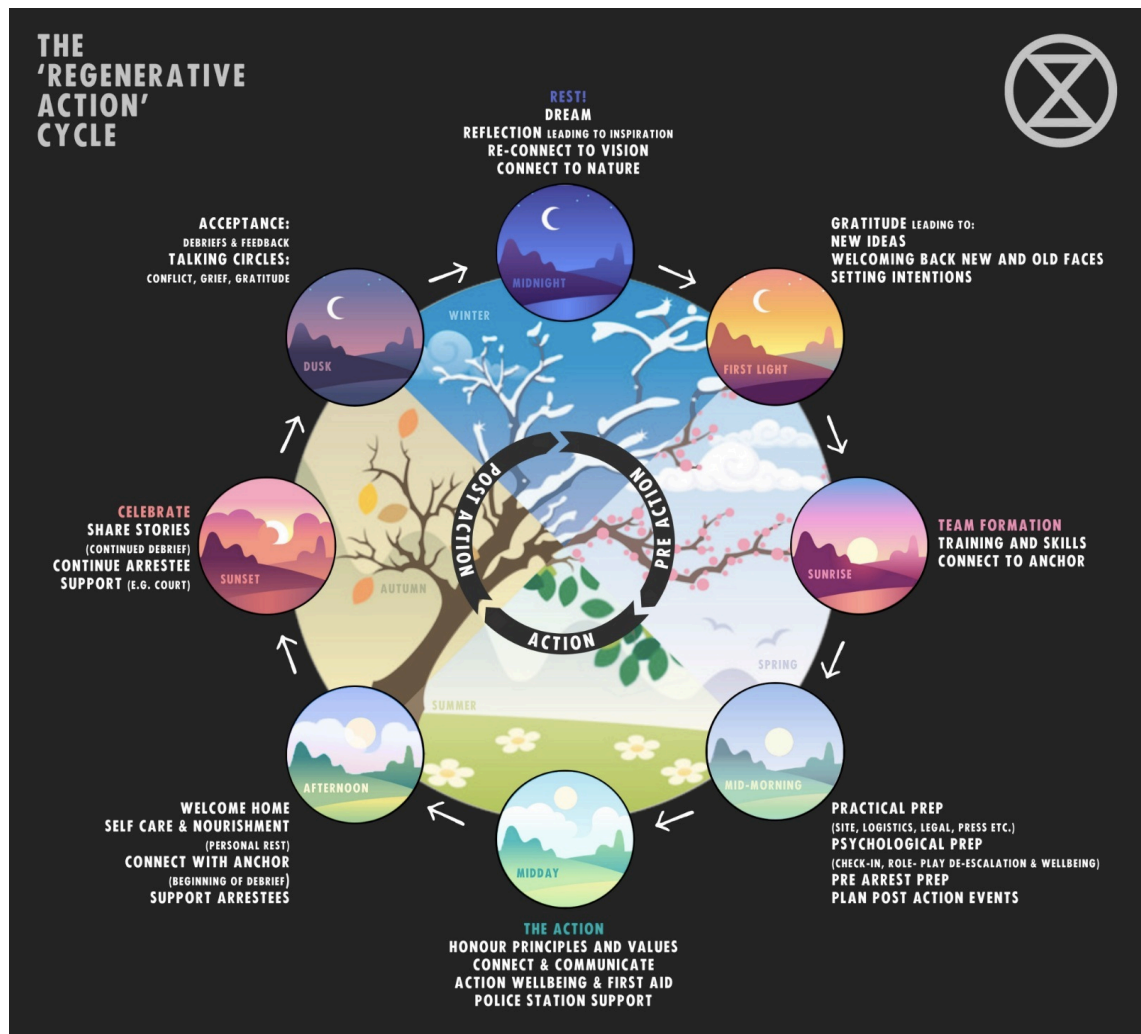 THE
'REGENERATIVE
ACTION'
CYCLE
REST!
DREAM
REFLECTION LEADING TO INSPIRATION
RE-CONNECT TO VISION
CONNECT TO NATURE
MIDNIGHT
GRATITUDE LEADING TO:
NEW IDEAS
WELCOMING BACK NEW AND OLD FACES
SETTING INTENTIONS
FIRST LIGHT
TEAM FORMATION
TRAINING AND SKILLS
CONNECT TO ANCHOR
SUNRISE
MID-MORNING
PRACTICAL PREP
(SITE, LOGISTICS, LEGAL, PRESS ETC.)
PSYCHOLOGICAL PREP
(CHECK-IN, ROLE- PLAY DE-ESCALATION & WELLBEING)
PRE ARREST PREP
PLAN POST ACTION EVENTS
MIDDAY
THE ACTION
HONOUR PRINCIPLES AND VALUES
CONNECT & COMMUNICATE
ACTION WELLBEING & FIRST AID
POLICE STATION SUPPORT
AFTERNOON
WELCOME HOME
SELF CARE & NOURISHMENT
(PERSONAL REST)
CONNECT WITH ANCHOR
(BEGINNING OF DEBRIEF)
SUPPORT ARRESTEES
CELEBRATE
SHARE STORIES
(CONTINUED DEBRIEF)
CONTINUE ARRESTEE
SUPPORT (E.G. COURT)
SUNSET
ACCEPTANCE:
DEBRIEFS & FEEDBACK
TALKING CIRCLES:
CONFLICT, GRIEF, GRATITUDE
DUSK
WINTER
SPRING
SUMMER
AUTUMN
PRE ACTION
ACTION
POST ACTION